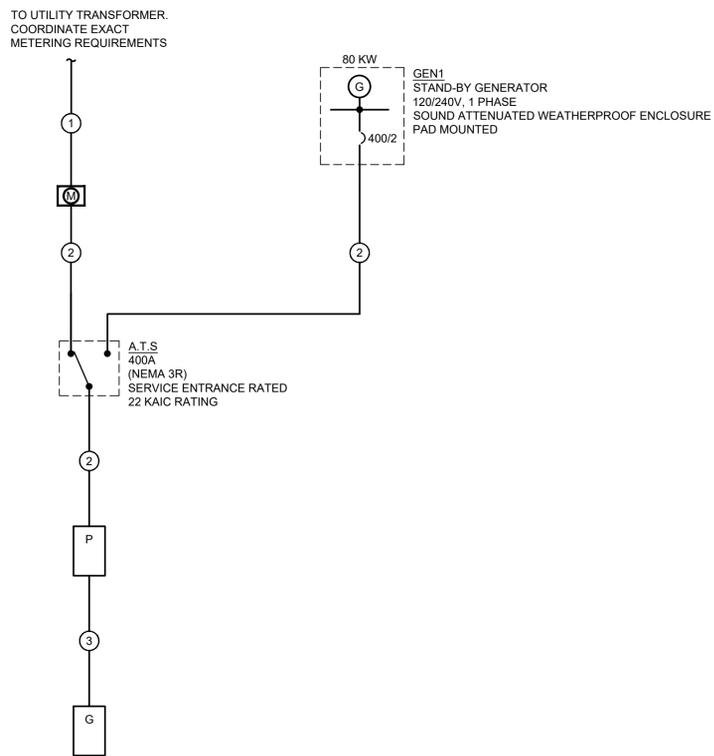 TO UTILITY TRANSFORMER.
COORDINATE EXACT
METERING REQUIREMENTS
80 KW
G
400/2
GEN1
STAND-BY GENERATOR
120/240V, 1 PHASE
SOUND ATTENUATED WEATHERPROOF ENCLOSURE
PAD MOUNTED
1
M
2
2
A.T.S
400A
(NEMA 3R)
SERVICE ENTRANCE RATED
22 KAIC RATING
2
P
3
G